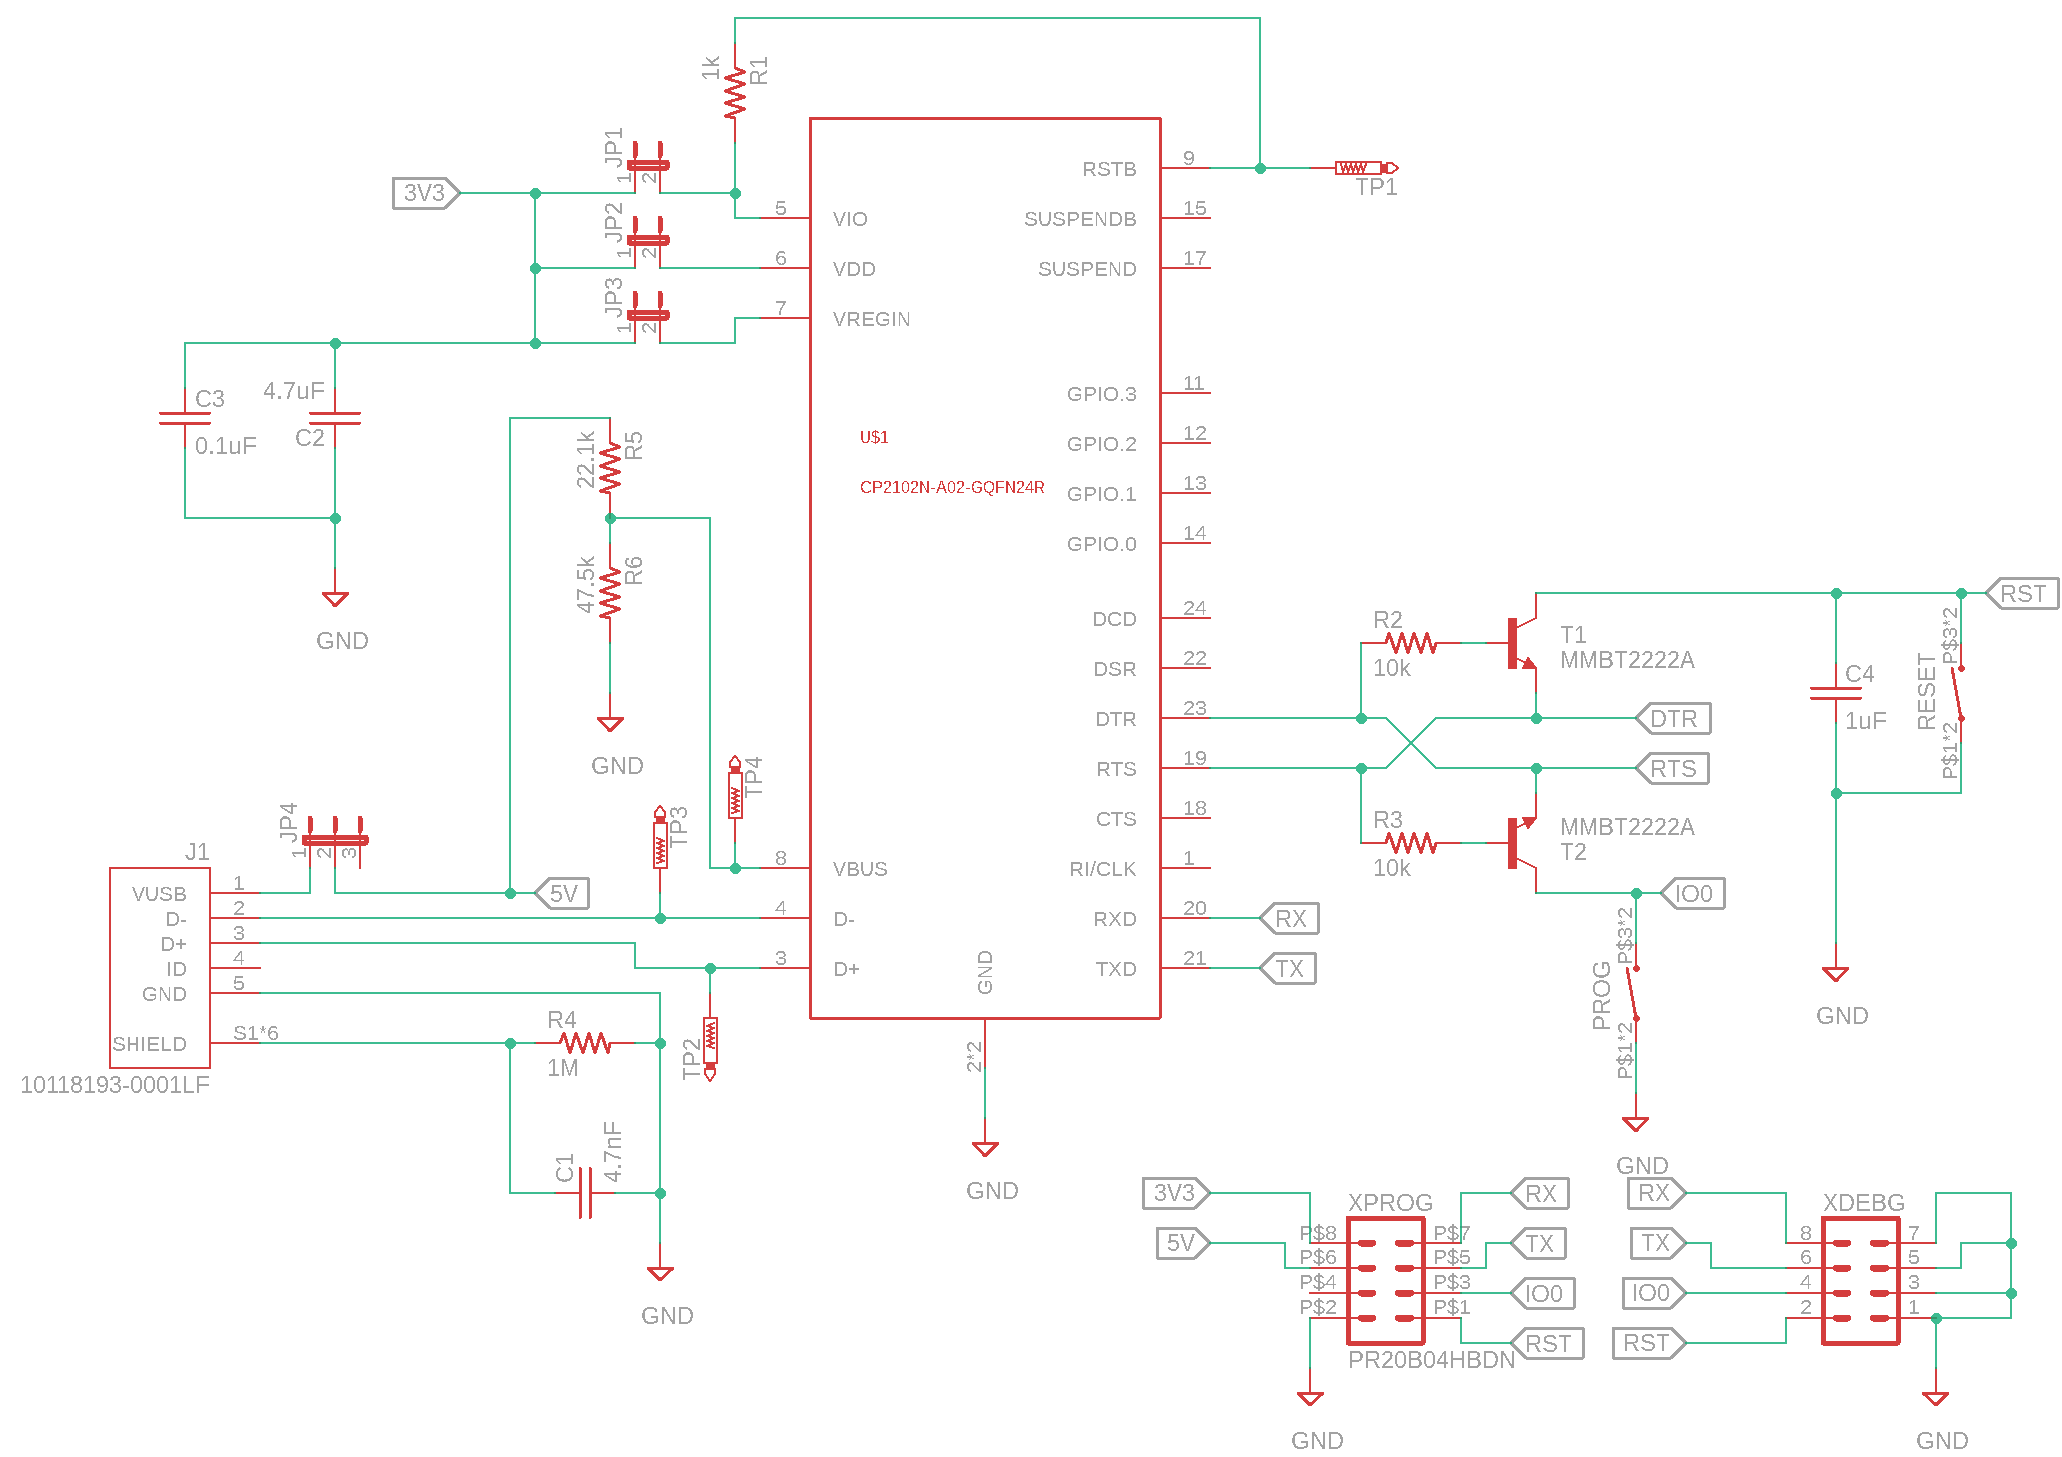 1k
R1
JP1
1
2
3V3
JP2
1
2
JP3
1
2
C3
0.1uF
4.7uF
C2
GND
22.1k
R5
47.5k
R6
GND
TP4
TP3
JP4
1
2
3
5V
J1
VUSB
D-
D+
ID
GND
SHIELD
1
2
3
4
5
S1*6
10118193-0001LF
R4
1M
C1
4.7nF
GND
TP2
5
VIO
6
VDD
7
VREGIN
U$1
CP2102N-A02-GQFN24R
8
VBUS
4
D-
3
D+
GND
2*2
GND
RSTB
9
TP1
SUSPENDB
15
SUSPEND
17
GPIO.3
11
GPIO.2
12
GPIO.1
13
GPIO.0
14
DCD
24
DSR
22
DTR
23
RTS
19
CTS
18
RI/CLK
1
RXD
20
RX
TXD
21
TX
R2
10k
T1
MMBT2222A
DTR
RTS
R3
10k
MMBT2222A
T2
RST
C4
1uF
RESET
P$3*2
P$1*2
GND
IO0
PROG
P$3*2
P$1*2
GND
3V3
5V
XPROG
P$8
P$6
P$4
P$2
P$7
P$5
P$3
P$1
PR20B04HBDN
RX
TX
IO0
RST
GND
RX
TX
IO0
RST
XDEBG
8
6
4
2
7
5
3
1
GND